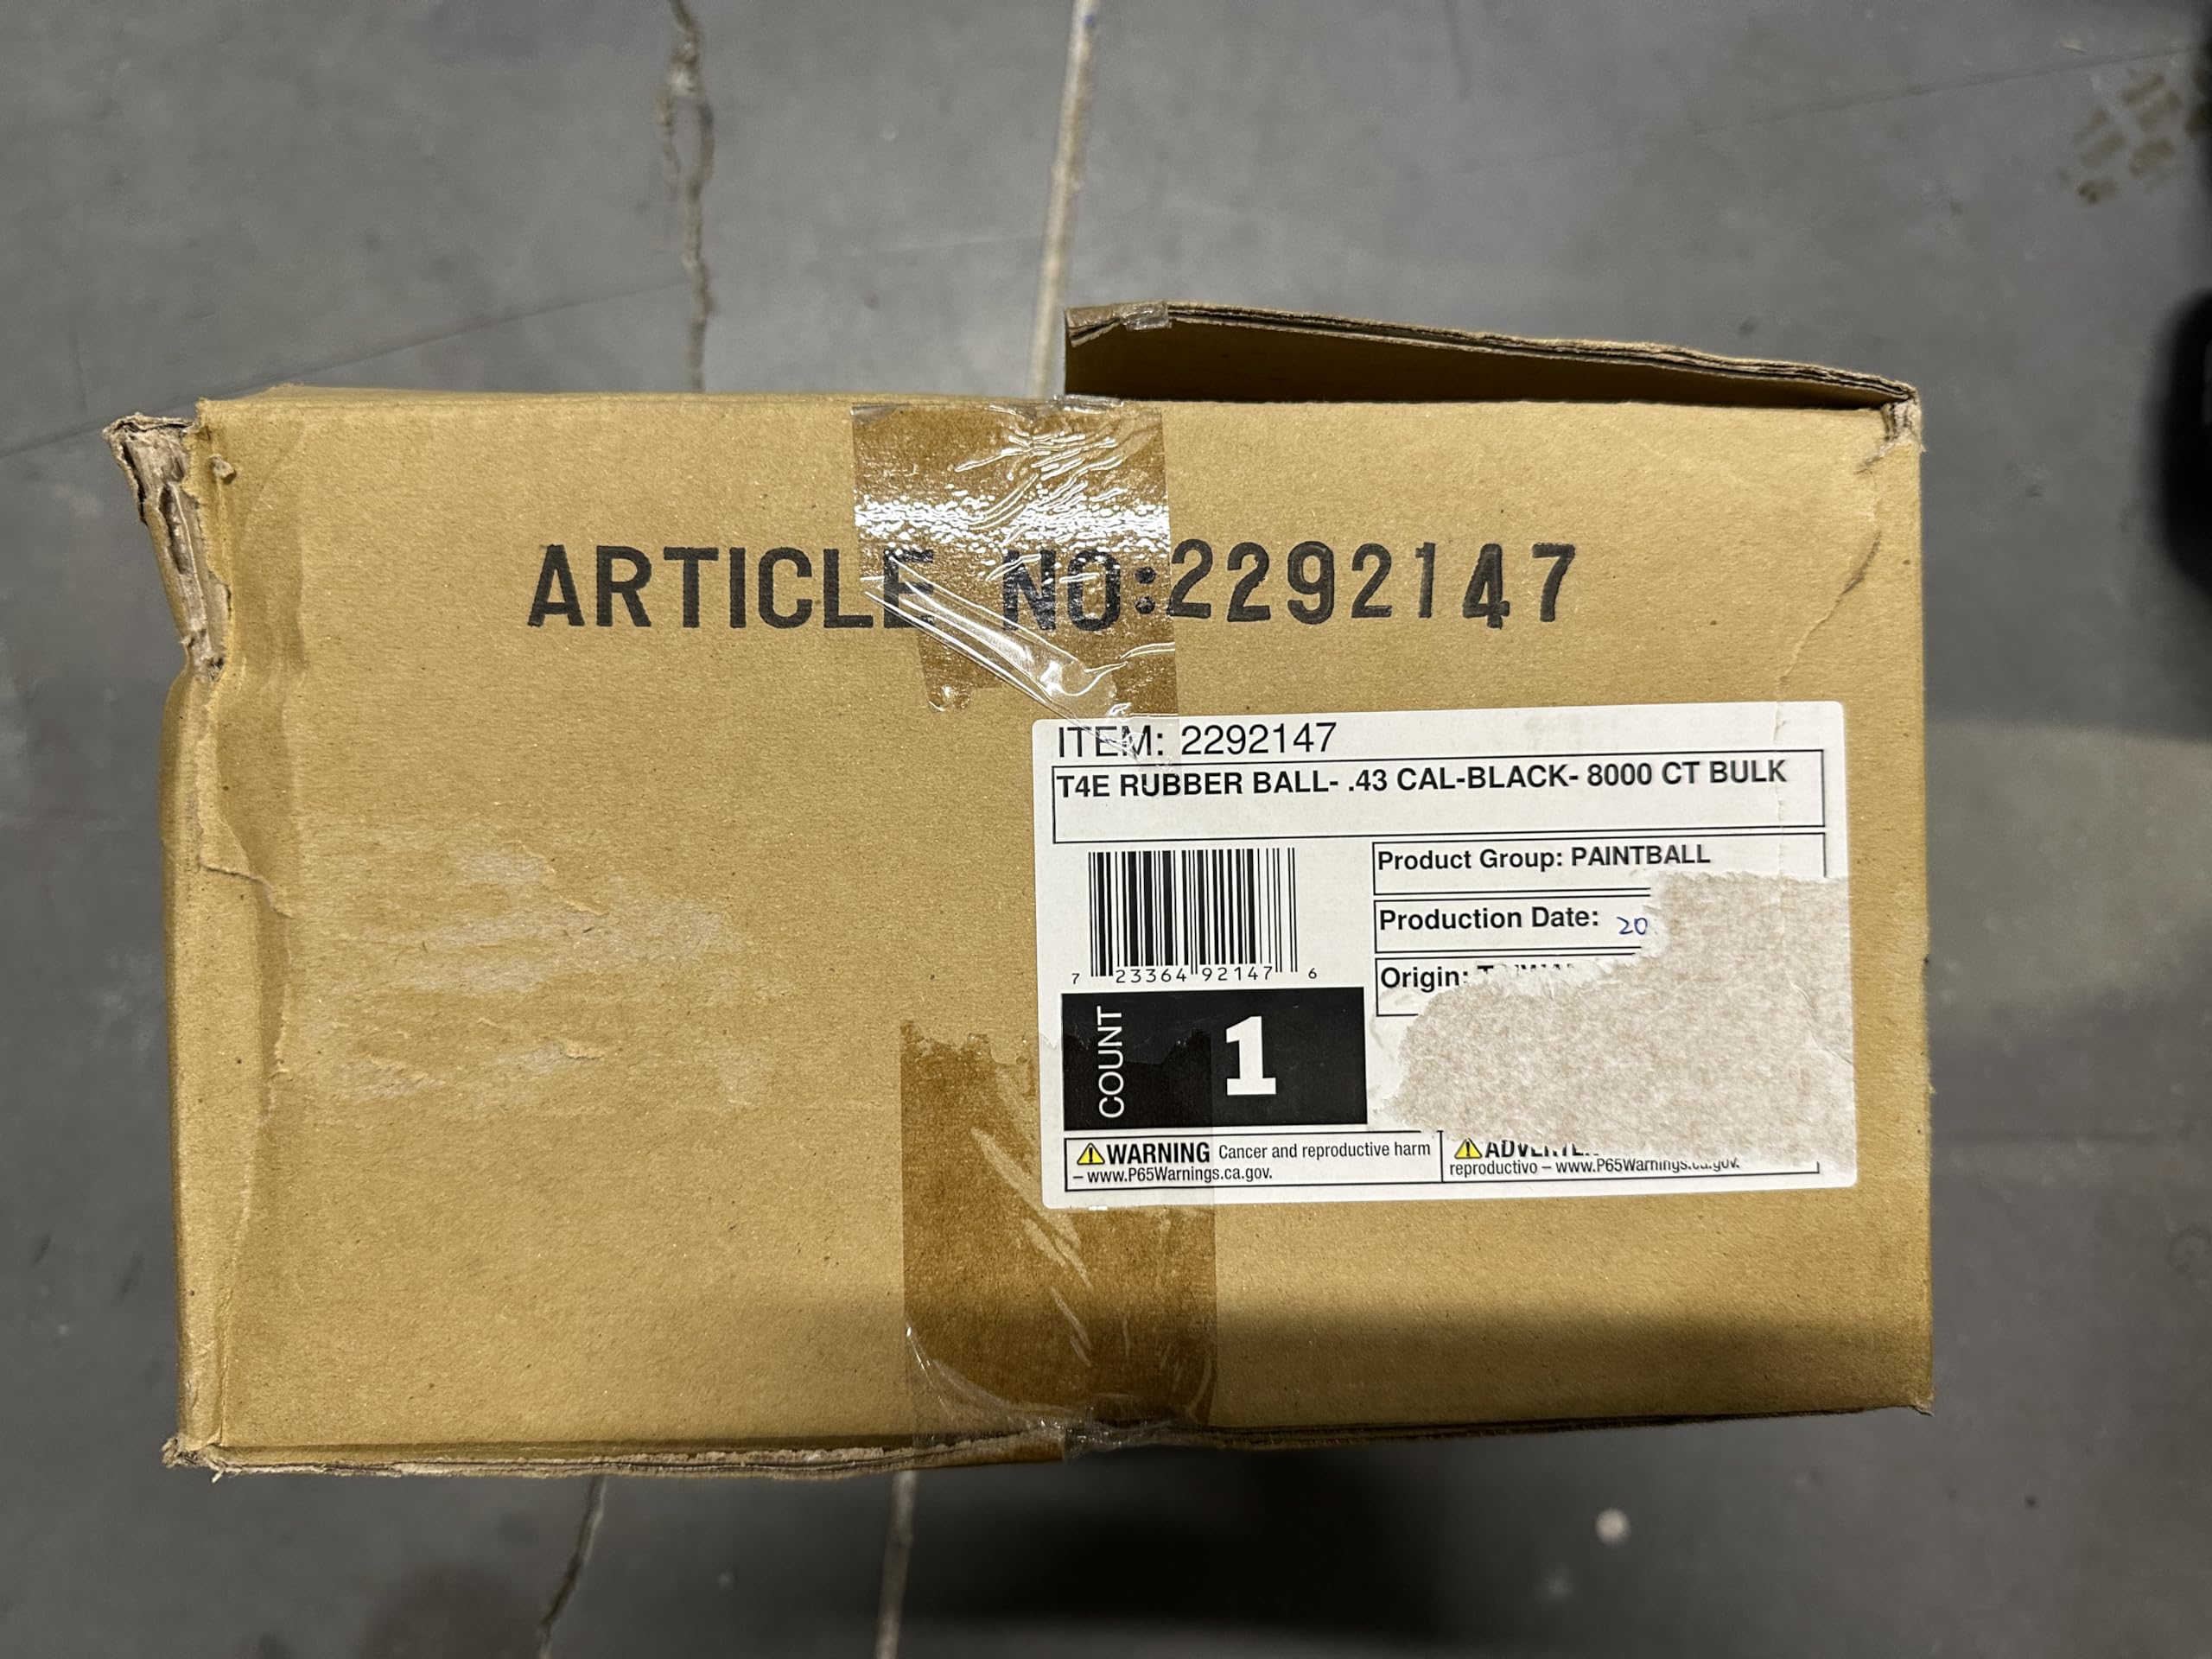 ARTICLE NO:2292147
ITEM: 2292147
T4E RUBBER BALL- .43 CAL-BLACK- 8000 CT BULK
Product Group: PAINTBALL
Production Date: 20
Origin:
7 23364 92147 6
COUNT 1
WARNING Cancer and reproductive harm
– www.P65Warnings.ca.gov.
reproductivo – www.P65Warnings.ca.gov.